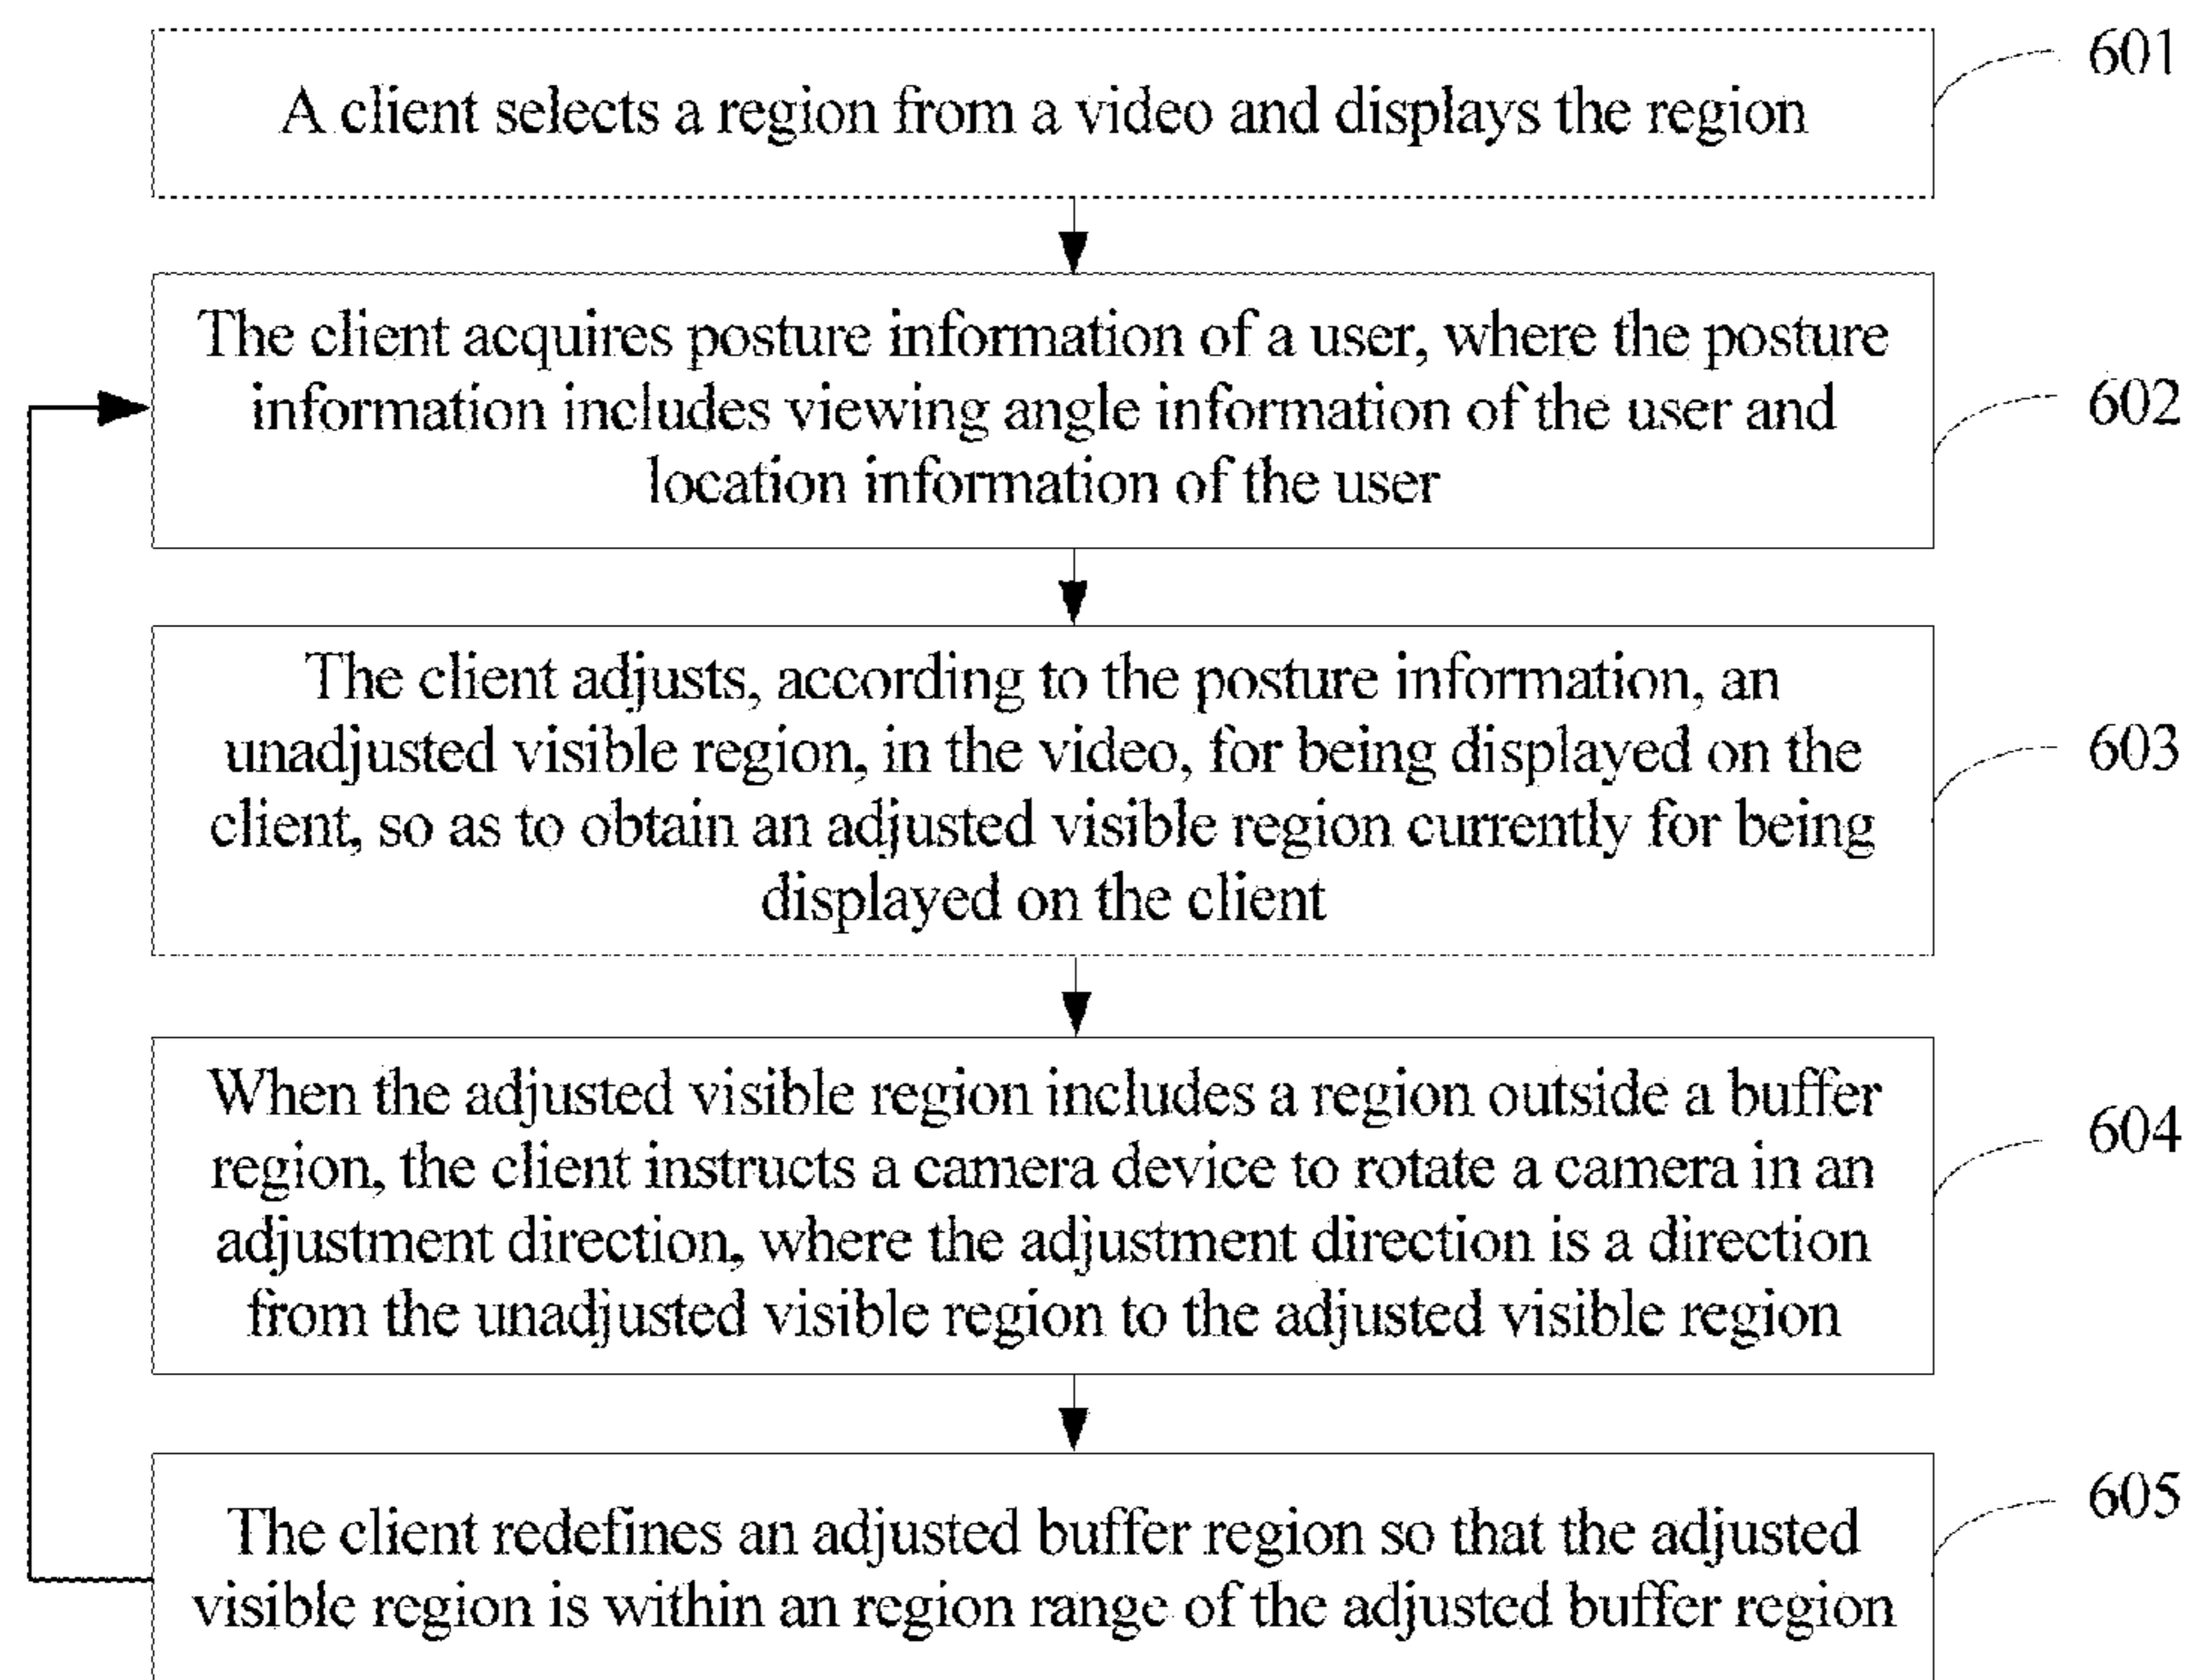 A client selects a region from a video and displays the region
601
The client acquires posture information of a user, where the posture
information includes viewing angle information of the user and
location information of the user
602
The client adjusts, according to the posture information, an
unadjusted visible region, in the video, for being displayed on the
client, so as to obtain an adjusted visible region currently for being
displayed on the client
603
When the adjusted visible region includes a region outside a buffer
region, the client instructs a camera device to rotate a camera in an
adjustment direction, where the adjustment direction is a direction
from the unadjusted visible region to the adjusted visible region
604
The client redefines an adjusted buffer region so that the adjusted
visible region is within an region range of the adjusted buffer region
605